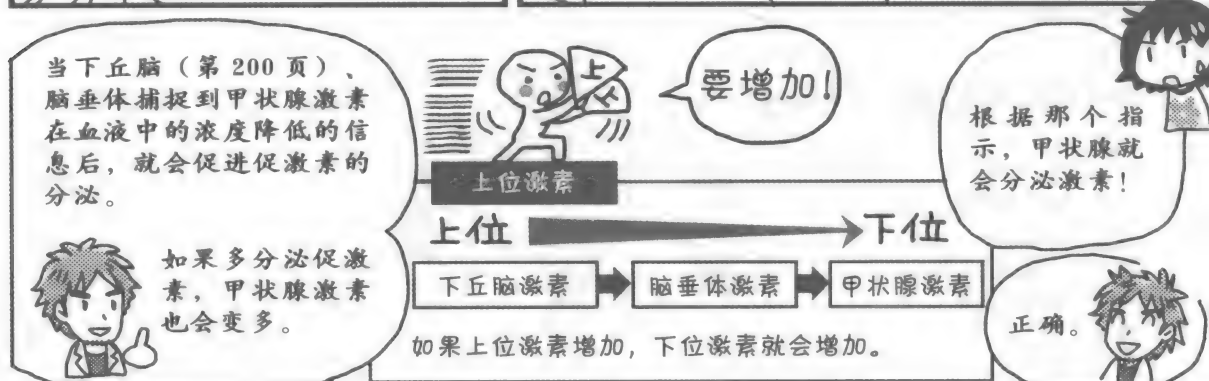 当下丘脑（第 200 页）、
脑垂体捕捉到甲状腺激素
在血液中的浓度降低的信
息后，就会促进促激素的
分泌。
如果多分泌促激
素，甲状腺激素
也会变多。
上
要增加！
上位激素
上位
下位
下丘脑激素
脑垂体激素
甲状腺激素
如果上位激素增加，下位激素就会增加。
根据那个指
示，甲状腺就
会分泌激素！
正确。